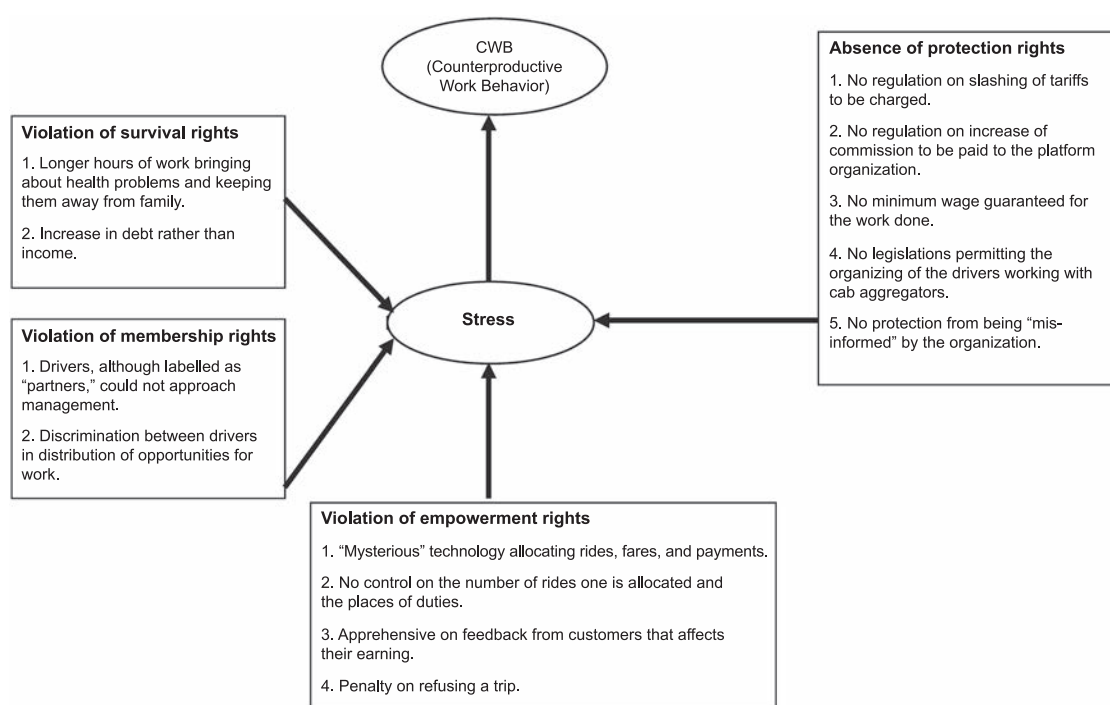 CWB
(Counterproductive
Work Behavior)
Absence of protection rights
1. No regulation on slashing of tariffs
to be charged.
2. No regulation on increase of
commission to be paid to the platform
organization.
3. No minimum wage guaranteed for
the work done.
4. No legislations permitting the
organizing of the drivers working with
cab aggregators.
5. No protection from being “mis-
informed” by the organization.
Violation of survival rights
1. Longer hours of work bringing
about health problems and keeping
them away from family.
2. Increase in debt rather than
income.
Stress
Violation of membership rights
1. Drivers, although labelled as
“partners,” could not approach
management.
2. Discrimination between drivers
in distribution of opportunities for
work.
Violation of empowerment rights
1. “Mysterious” technology allocating rides, fares, and payments.
2. No control on the number of rides one is allocated and
the places of duties.
3. Apprehensive on feedback from customers that affects
their earning.
4. Penalty on refusing a trip.